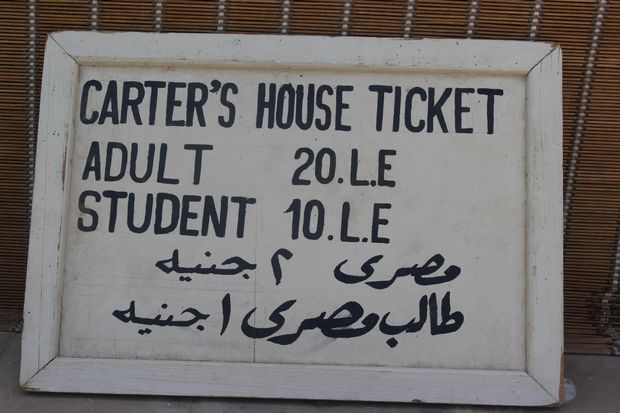 CARTER'S HOUSE TICKET
ADULT 20.L.E
STUDENT 10.L.E
مصرى ٢ جنيه
طالب مصرى ١ جنيه